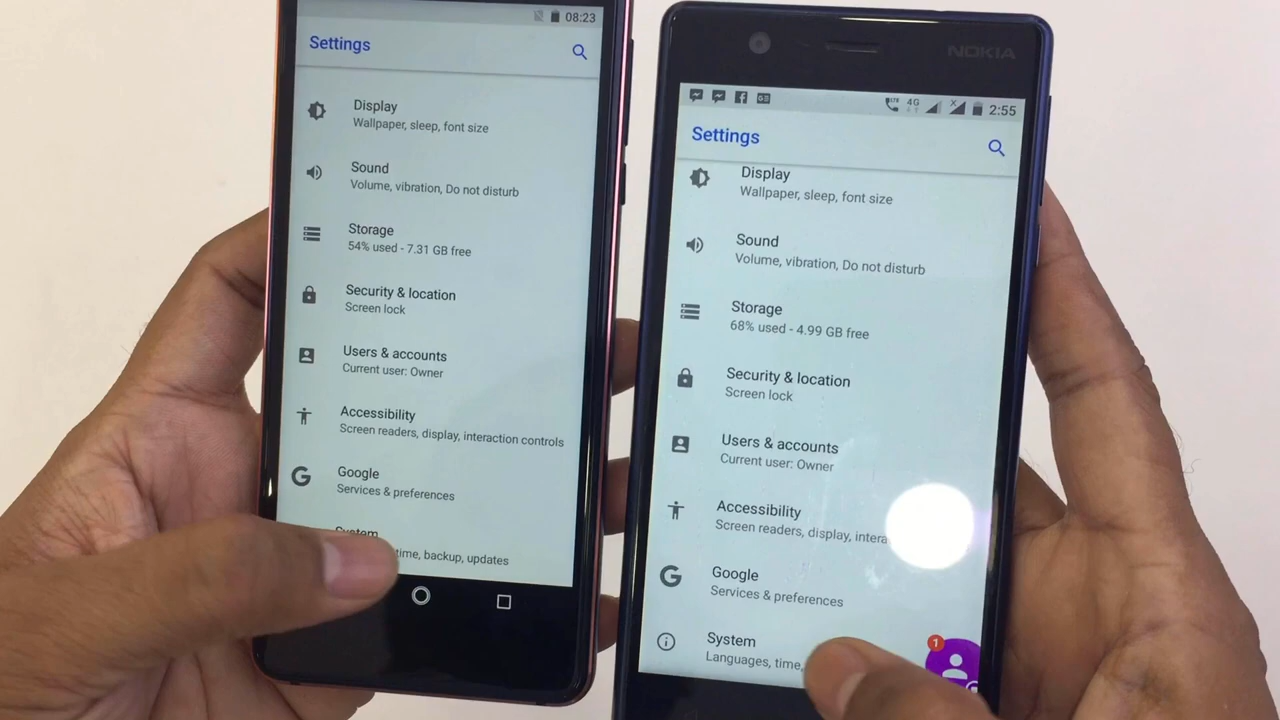 08:23
Settings
Display
Wallpaper, sleep, font size
Sound
Volume, vibration, Do not disturb
Storage
54% used - 7.31 GB free
Security & location
Screen lock
Users & accounts
Current user: Owner
Accessibility
Screen readers, display, interaction controls
Google
Services & preferences
System
time, backup, updates
NOKIA
4G
2:55
Settings
Display
Wallpaper, sleep, font size
Sound
Volume, vibration, Do not disturb
Storage
68% used - 4.99 GB free
Security & location
Screen lock
Users & accounts
Current user: Owner
Accessibility
Screen readers, display, intera
Google
Services & preferences
System
Languages, time,
1